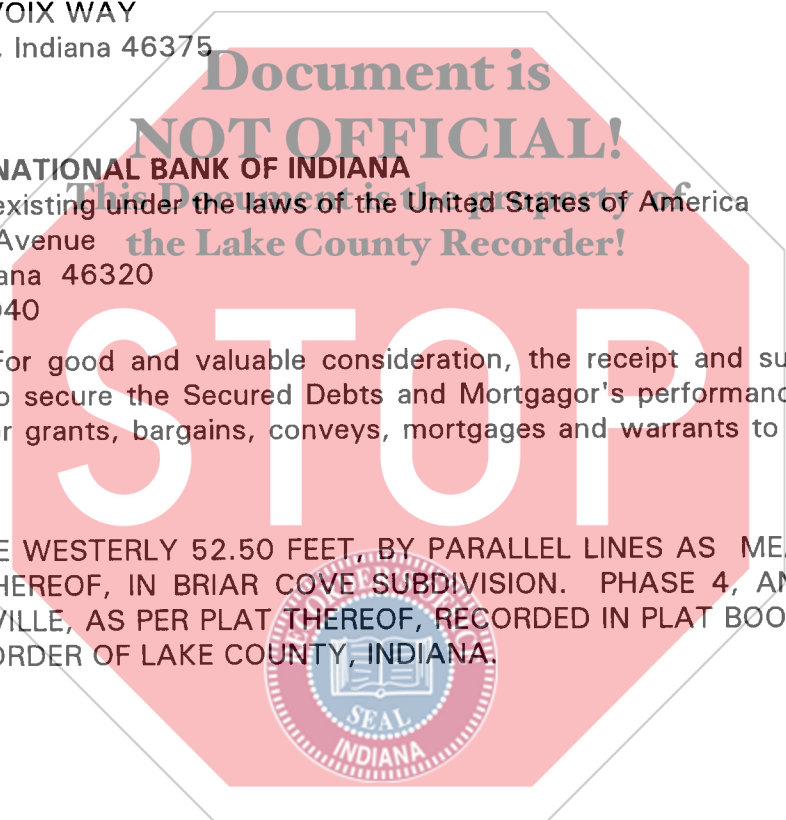 VOIX WAY
, Indiana 46375
Document is
NOT OFFICIAL!
NATIONAL BANK OF INDIANA
This Document is the property of
existing under the laws of the United States of America
Avenue
the Lake County Recorder!
ana 46320
040
STOP
For good and valuable consideration, the receipt and su
o secure the Secured Debts and Mortgagor's performanc
or grants, bargains, conveys, mortgages and warrants to
E WESTERLY 52.50 FEET, BY PARALLEL LINES AS MEA
HEREOF, IN BRIAR COVE SUBDIVISION. PHASE 4, AN
VILLE, AS PER PLAT THEREOF, RECORDED IN PLAT BOO
ORDER OF LAKE COUNTY, INDIANA.
SEAL
INDIANA